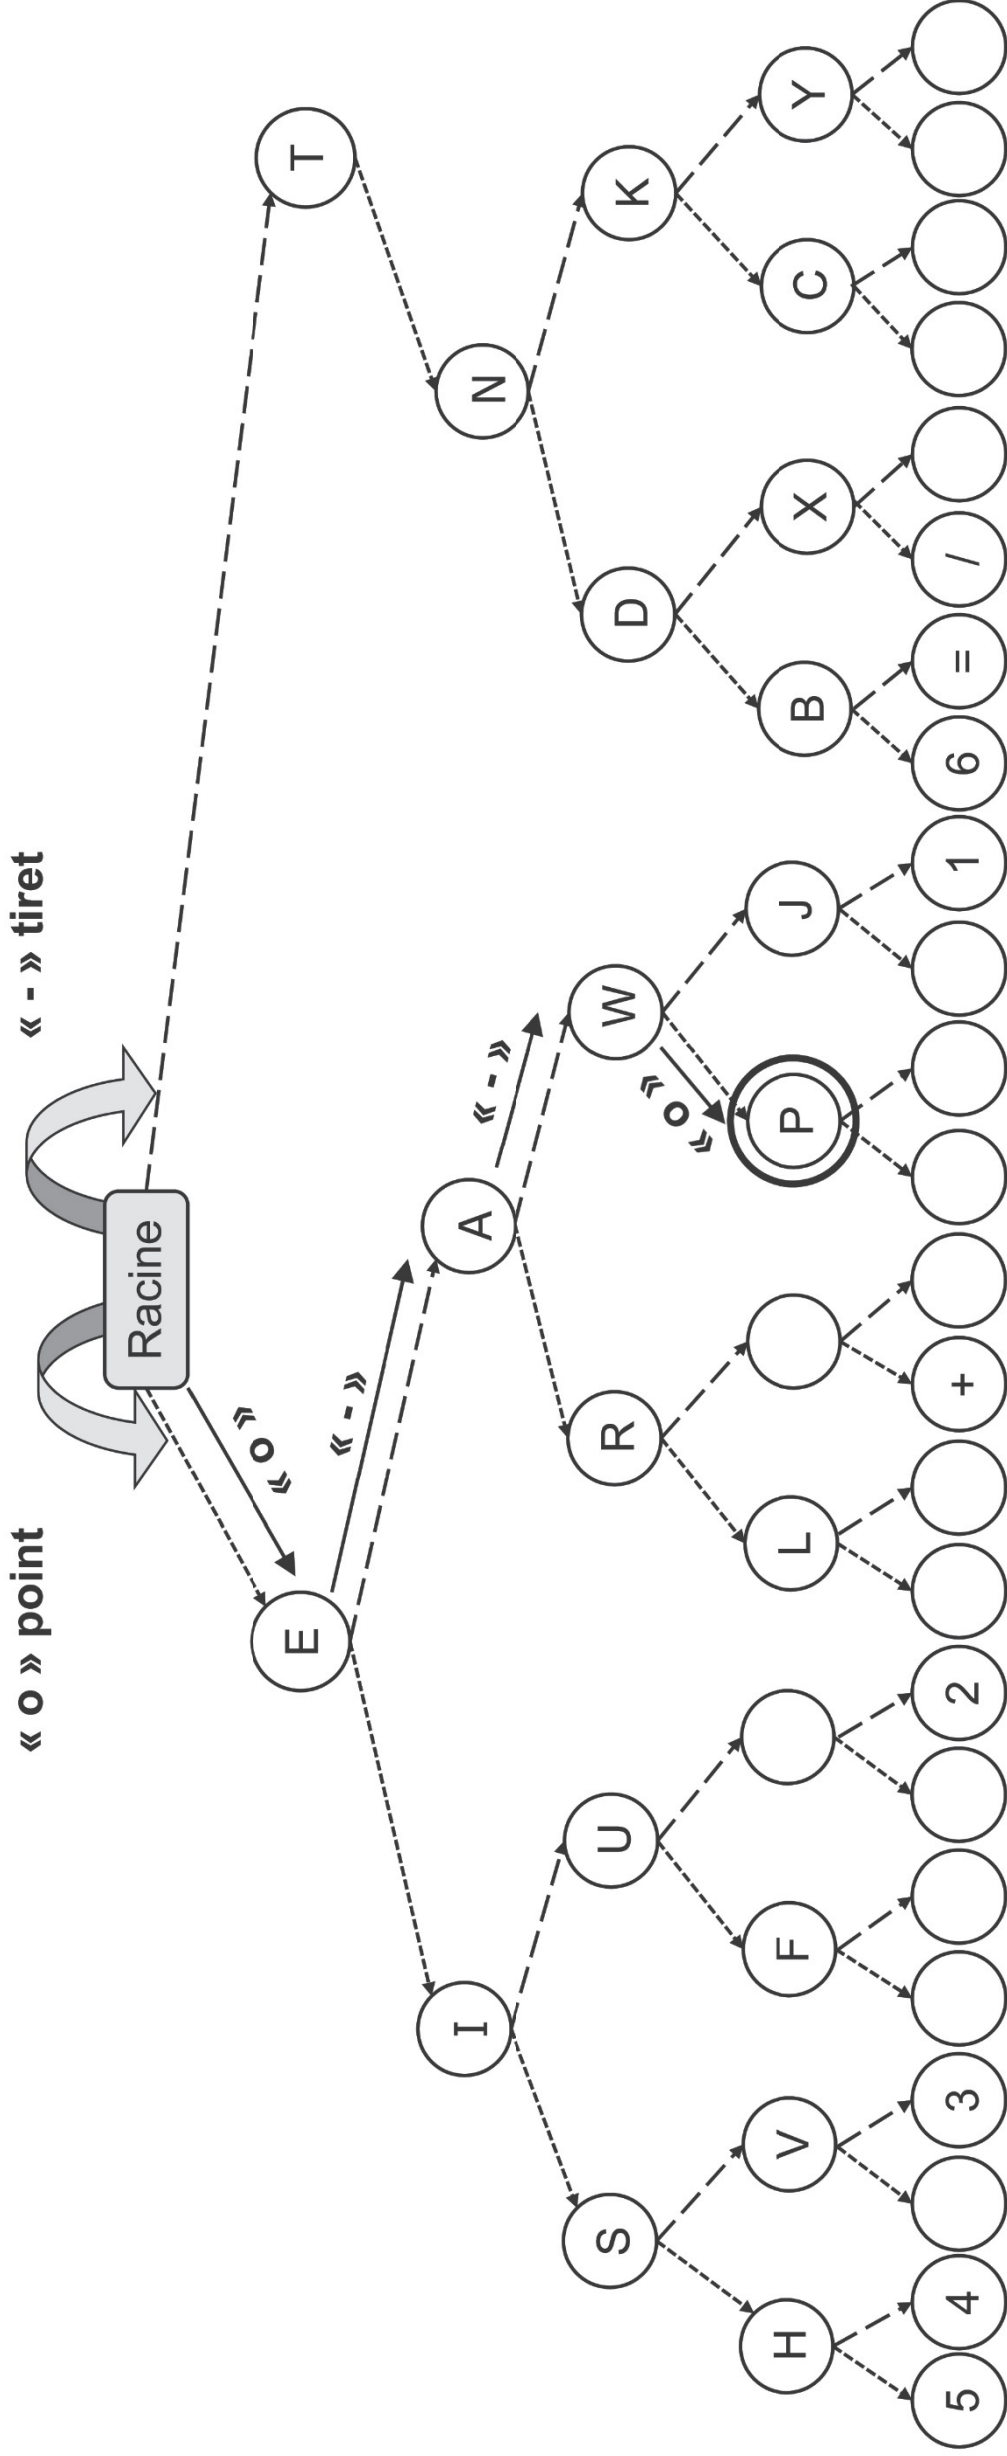 « o » point « - » tiret
Racine
« o »
E T
« - »
I A N
« - »
S U R W D K
« o »
H V F L P J B X C Y
5 4 3 2 + 1 6 = /